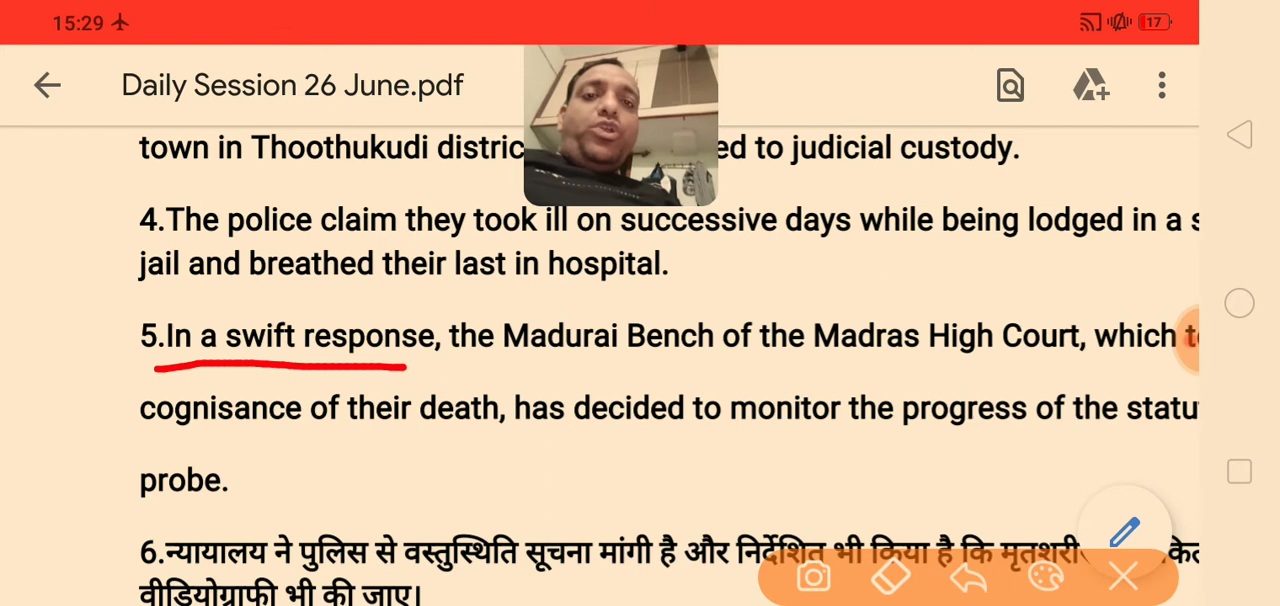 15:29
17
Daily Session 26 June.pdf
town in Thoothukudi distric ed to judicial custody.
4.The police claim they took ill on successive days while being lodged in a s
jail and breathed their last in hospital.
5.In a swift response, the Madurai Bench of the Madras High Court, which t
cognisance of their death, has decided to monitor the progress of the statu
probe.
6.न्यायालय ने पुलिस से वस्तुस्थिति सूचना मांगी है और निर्देशित भी किया है कि
वीडियोग्राफी भी की जाए।